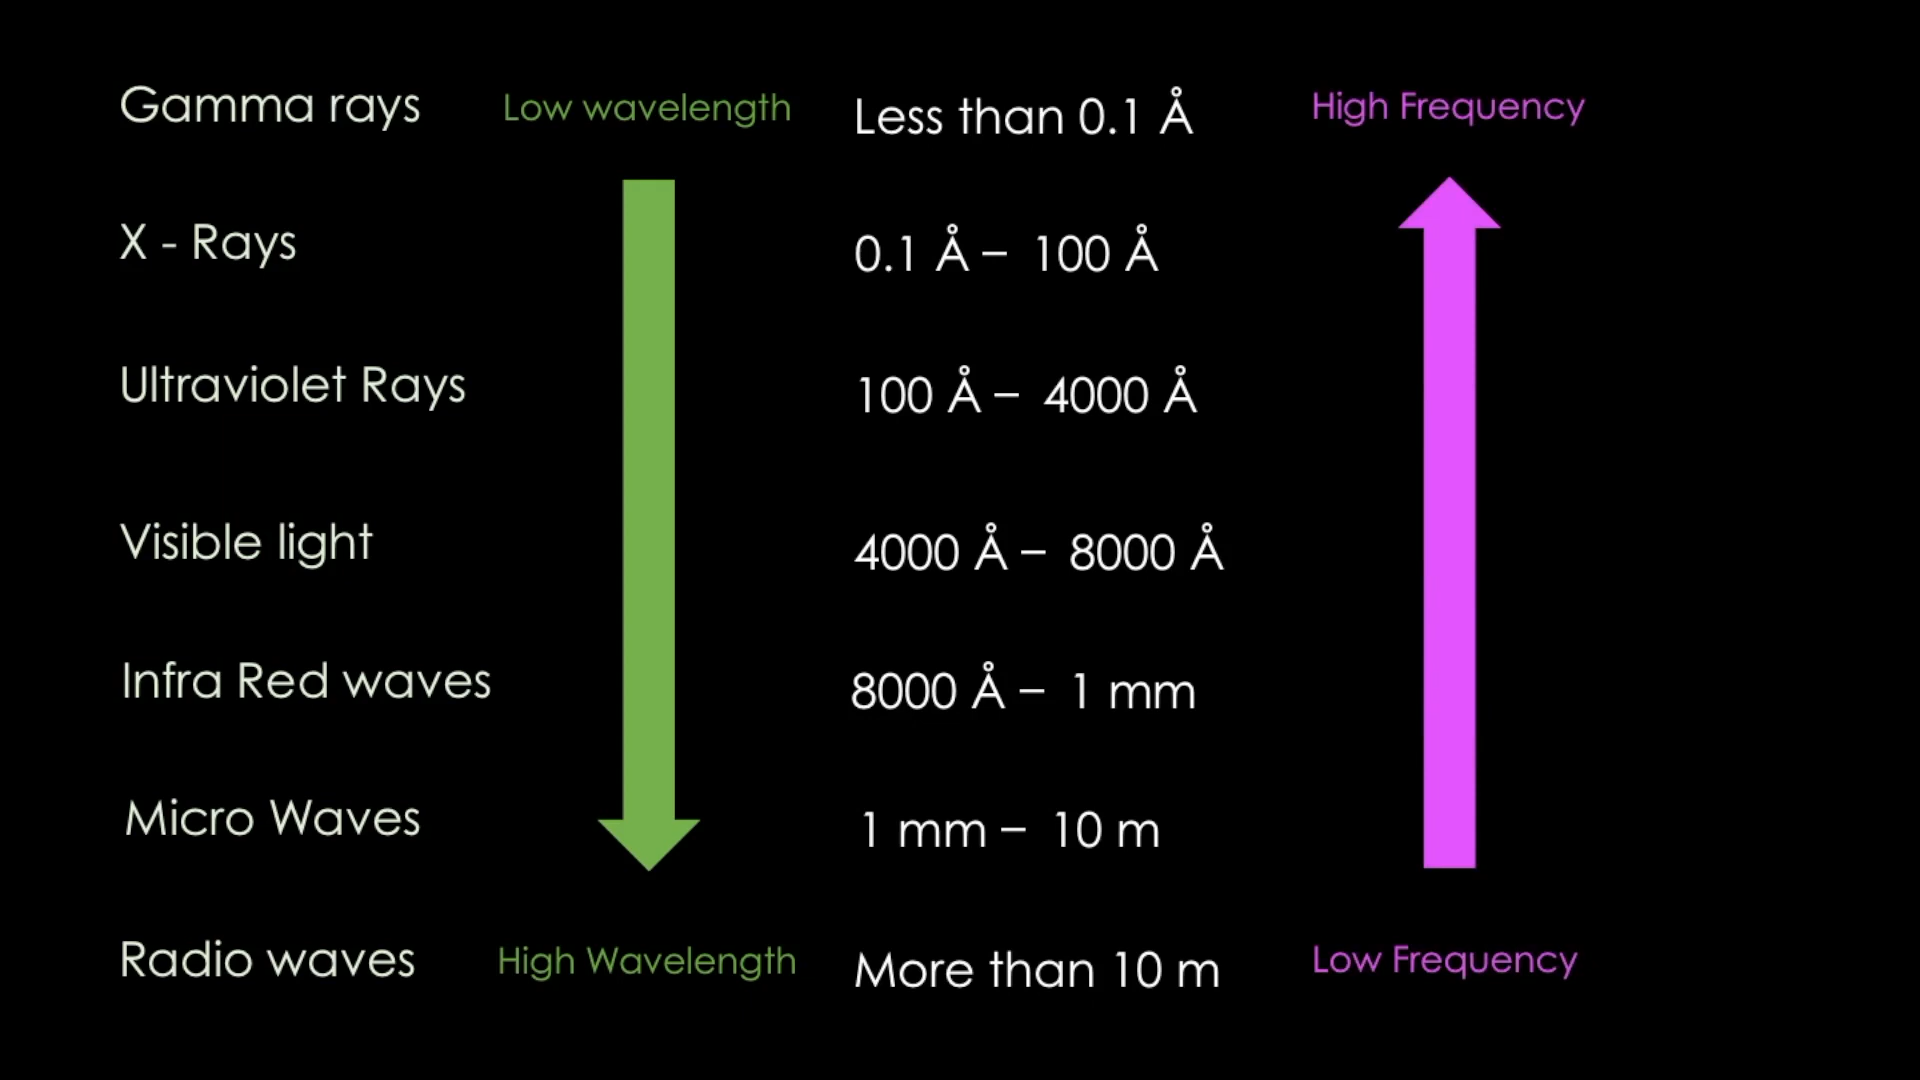 Gamma rays Low wavelength Less than 0.1 Å High Frequency
X - Rays 0.1 Å – 100 Å
Ultraviolet Rays 100 Å – 4000 Å
Visible light 4000 Å – 8000 Å
Infra Red waves 8000 Å – 1 mm
Micro Waves 1 mm – 10 m
Radio waves High Wavelength More than 10 m Low Frequency